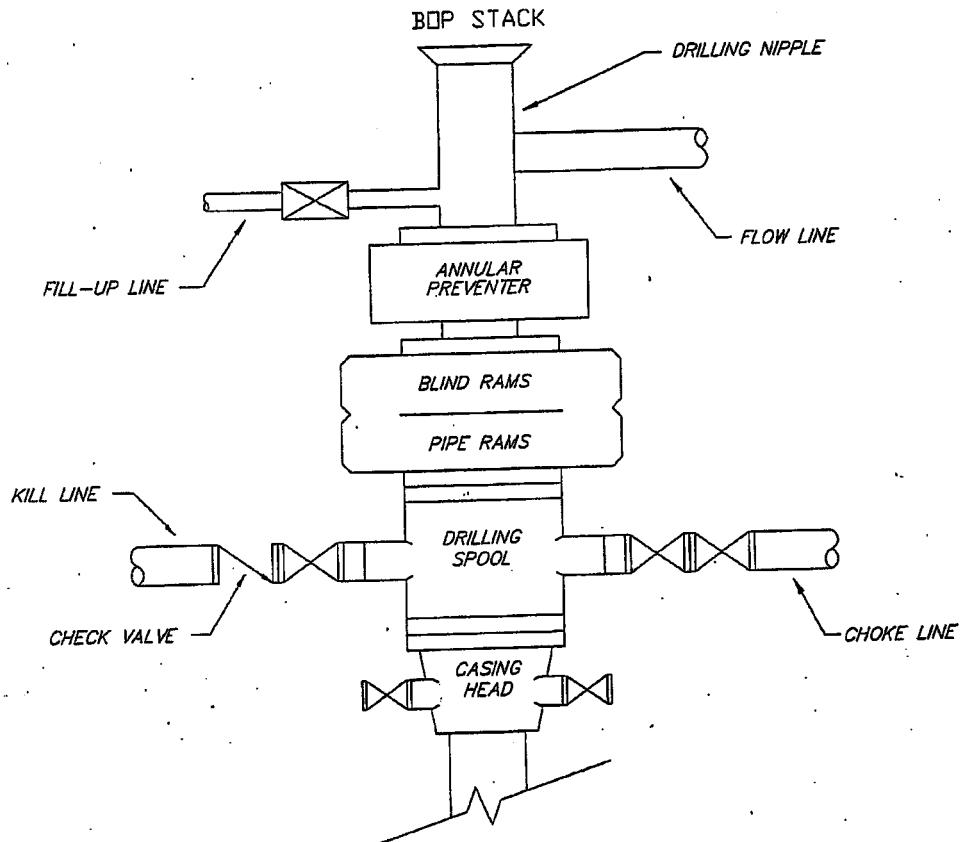 BOP STACK
DRILLING NIPPLE
FLOW LINE
FILL-UP LINE
ANNULAR
PREVENTER
BLIND RAMS
PIPE RAMS
KILL LINE
DRILLING
SPOOL
CHECK VALVE
CHOKE LINE
CASING
HEAD